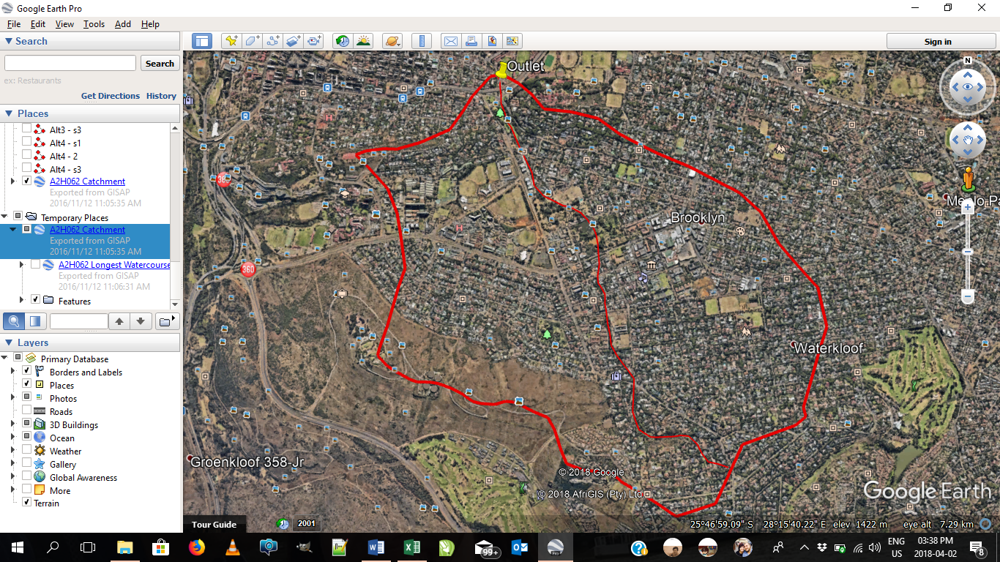 Google Earth Pro
File Edit View Tools Add Help
Search
Search
ex: Restaurants
Get Directions History
Places
Alt3 - s3
Alt4 - s1
Alt4 - 2
Alt4 - s3
A2H062 Catchment
Exported from GISAP
2016/11/12 11:05:35 AM
Temporary Places
A2H062 Catchment
Exported from GISAP
2016/11/12 11:05:35 AM
A2H062 Longest Watercourse
Exported from GISAP
2016/11/12 11:06:31 AM
Features
Layers
Primary Database
Borders and Labels
Places
Photos
Roads
3D Buildings
Ocean
Weather
Gallery
Global Awareness
More
Terrain
Sign in
N
Outlet
H
H
360
Brooklyn
Waterkloof
Groenkloof 358-Jr
© 2018 Google
© 2018 AfriGIS (Pty) Ltd.
Google Earth
Tour Guide
2001
25°46'59.09" S 28°15'40.22" E elev 1422 m eye alt 7.29 km
99+
Pro
ENG
US
03:38 PM
2018-04-02
8